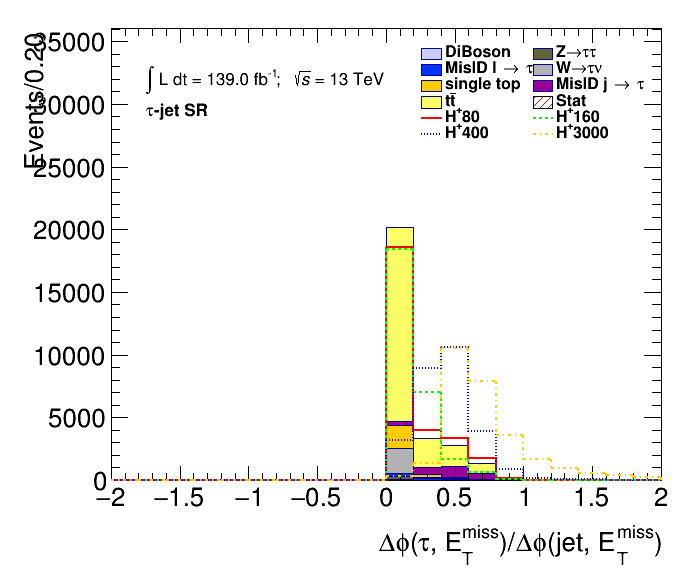 Events/0.20
35000
30000
25000
20000
15000
10000
5000
0
−2 −1.5 −1 −0.5 0 0.5 1 1.5 2
Δϕ(τ, E_T^miss)/Δϕ(jet, E_T^miss)
∫ L dt = 139.0 fb⁻¹; √s = 13 TeV
τ-jet SR
DiBoson Z→ττ
MisID l → τ W→τν
single top MisID j → τ
tt̄ Stat
H⁺80 H⁺160
H⁺400 H⁺3000